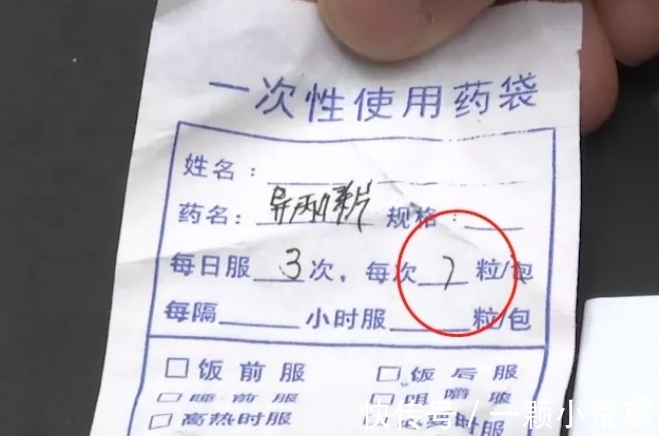 一次性使用药袋
姓名：
药名：异丙嗪片 规格：
每日服 3 次，每次 7 粒/包
每隔 小时服 粒/包
□饭前服 □饭后服
□睡前服 □咀嚼服
□高热时服 时服
快传号 / 一颗小荒草